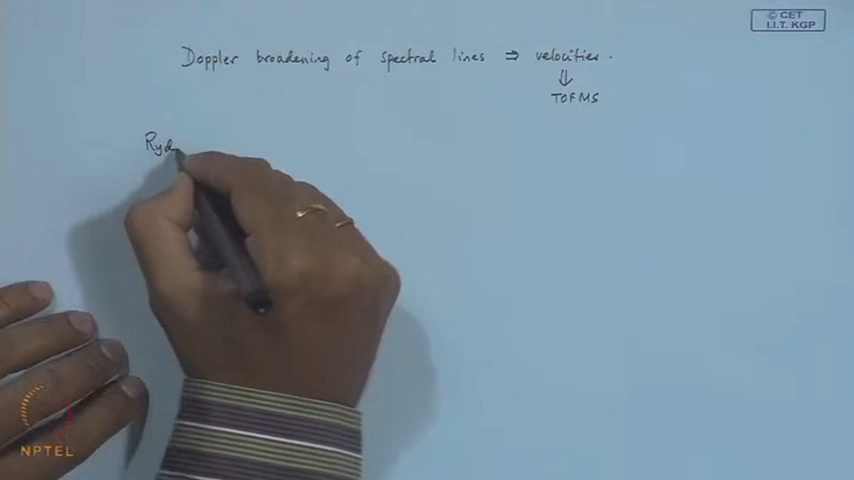 © CET
I.I.T. KGP
Doppler broadening of spectral lines ⇒ velocities.
⇓
TOFMS
Ryd
NPTEL